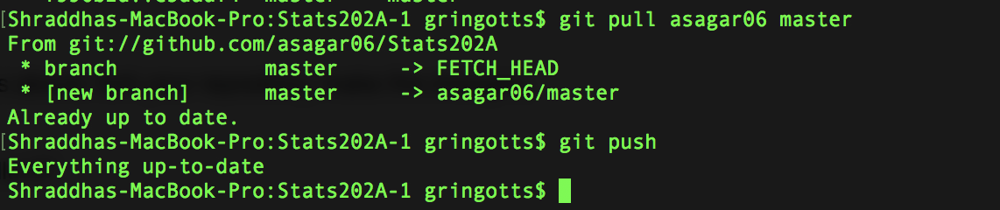 [Shraddhas-MacBook-Pro:Stats202A-1 gringotts$ git pull asagar06 master
From git://github.com/asagar06/Stats202A
 * branch            master     -> FETCH_HEAD
 * [new branch]      master     -> asagar06/master
Already up to date.
[Shraddhas-MacBook-Pro:Stats202A-1 gringotts$ git push
Everything up-to-date
Shraddhas-MacBook-Pro:Stats202A-1 gringotts$